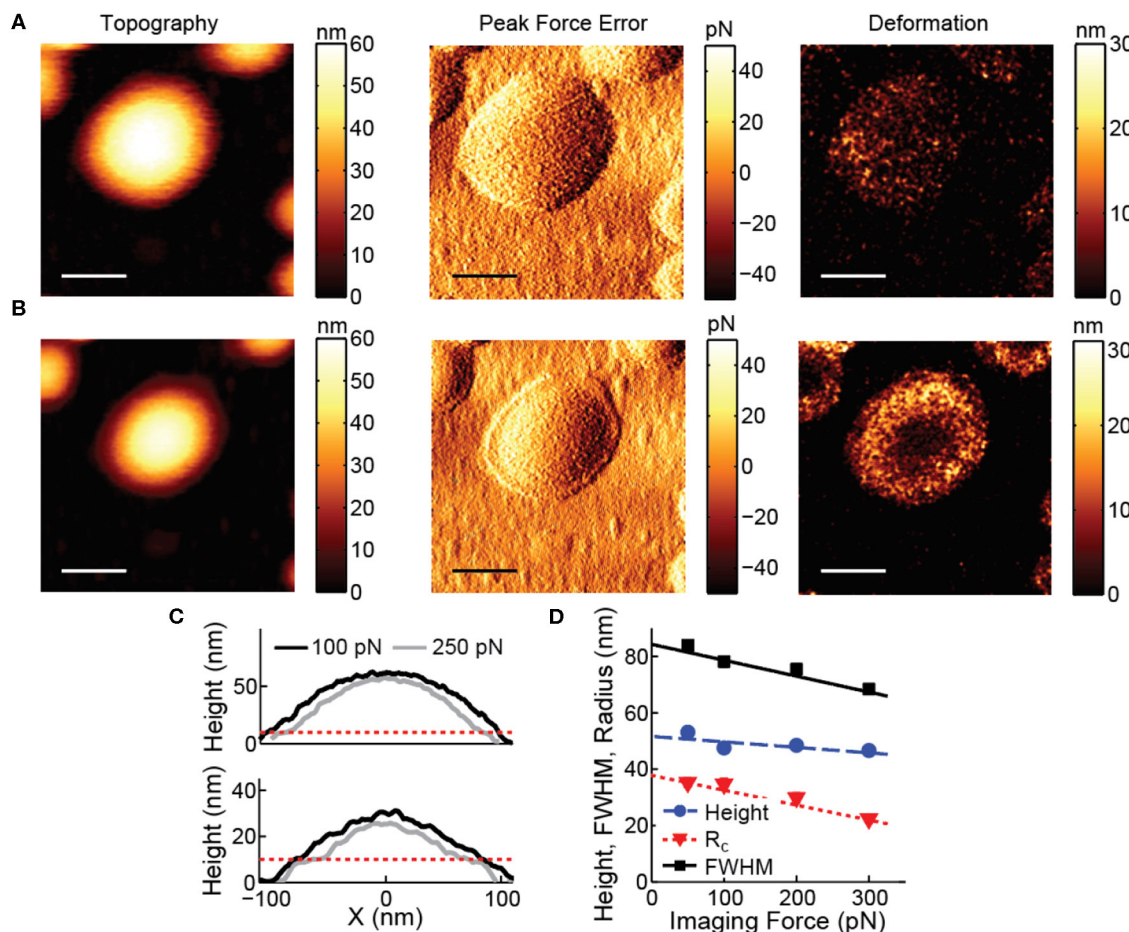 A
Topography
Peak Force Error
Deformation
nm
60
50
40
30
20
10
0
pN
40
20
0
−20
−40
nm
30
20
10
0
B
nm
60
50
40
30
20
10
0
pN
40
20
0
−20
−40
nm
30
20
10
0
C
Height (nm)
50
0
100 pN
250 pN
Height (nm)
40
20
0
−100
0
100
X (nm)
D
Height, FWHM, Radius (nm)
80
60
40
20
0
Height
Rc
FWHM
0
100
200
300
Imaging Force (pN)